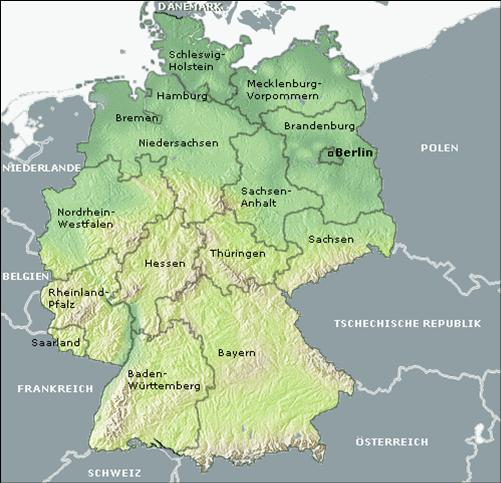 DÄNEMARK
Schleswig-
Holstein
Mecklenburg-
Vorpommern
Hamburg
Bremen
Brandenburg
Niedersachsen
Berlin
POLEN
NIEDERLANDE
Sachsen-
Anhalt
Nordrhein-
Westfalen
Sachsen
Thüringen
Hessen
BELGIEN
Rheinland-
Pfalz
TSCHECHISCHE REPUBLIK
Saarland
Bayern
Baden-
Württemberg
FRANKREICH
ÖSTERREICH
SCHWEIZ